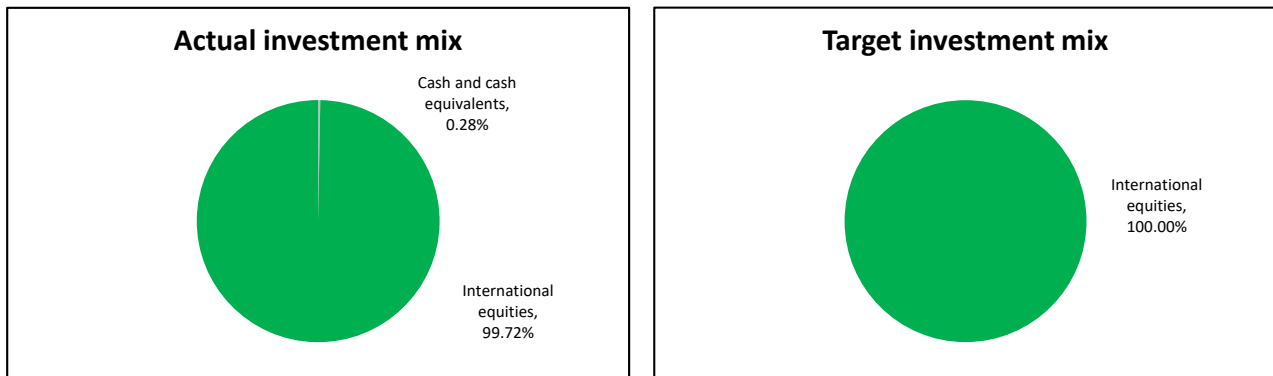 Actual investment mix
Cash and cash
equivalents,
0.28%
International
equities,
99.72%
Target investment mix
International
equities,
100.00%